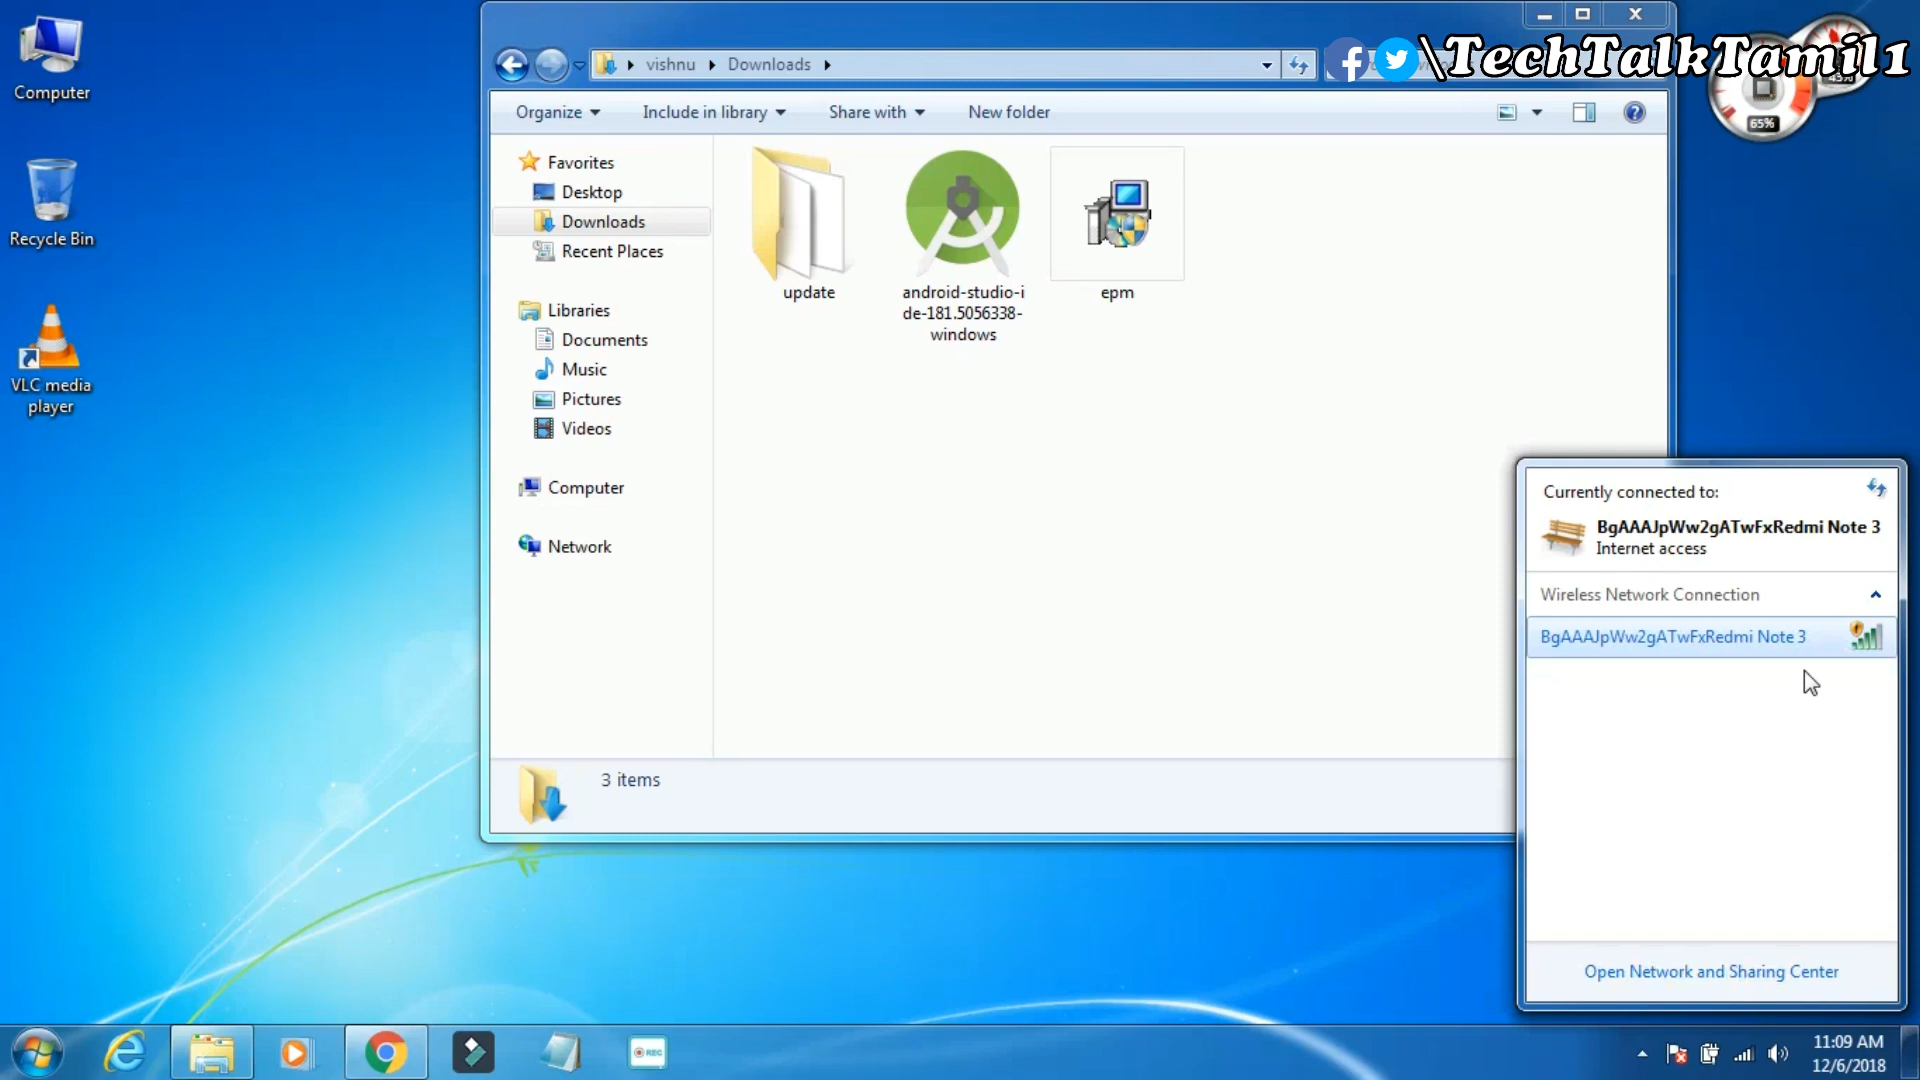 Computer
Recycle Bin
VLC media
player
vishnu
Downloads
\TechTalkTamil1
65%
Organize
Include in library
Share with
New folder
Favorites
Desktop
Downloads
Recent Places
Libraries
Documents
Music
Pictures
Videos
Computer
Network
update
android-studio-i
de-181.5056338-
windows
epm
3 items
Currently connected to:
BgAAAJpWw2gATwFxRedmi Note 3
Internet access
Wireless Network Connection
BgAAAJpWw2gATwFxRedmi Note 3
Open Network and Sharing Center
REC
11:09 AM
12/6/2018